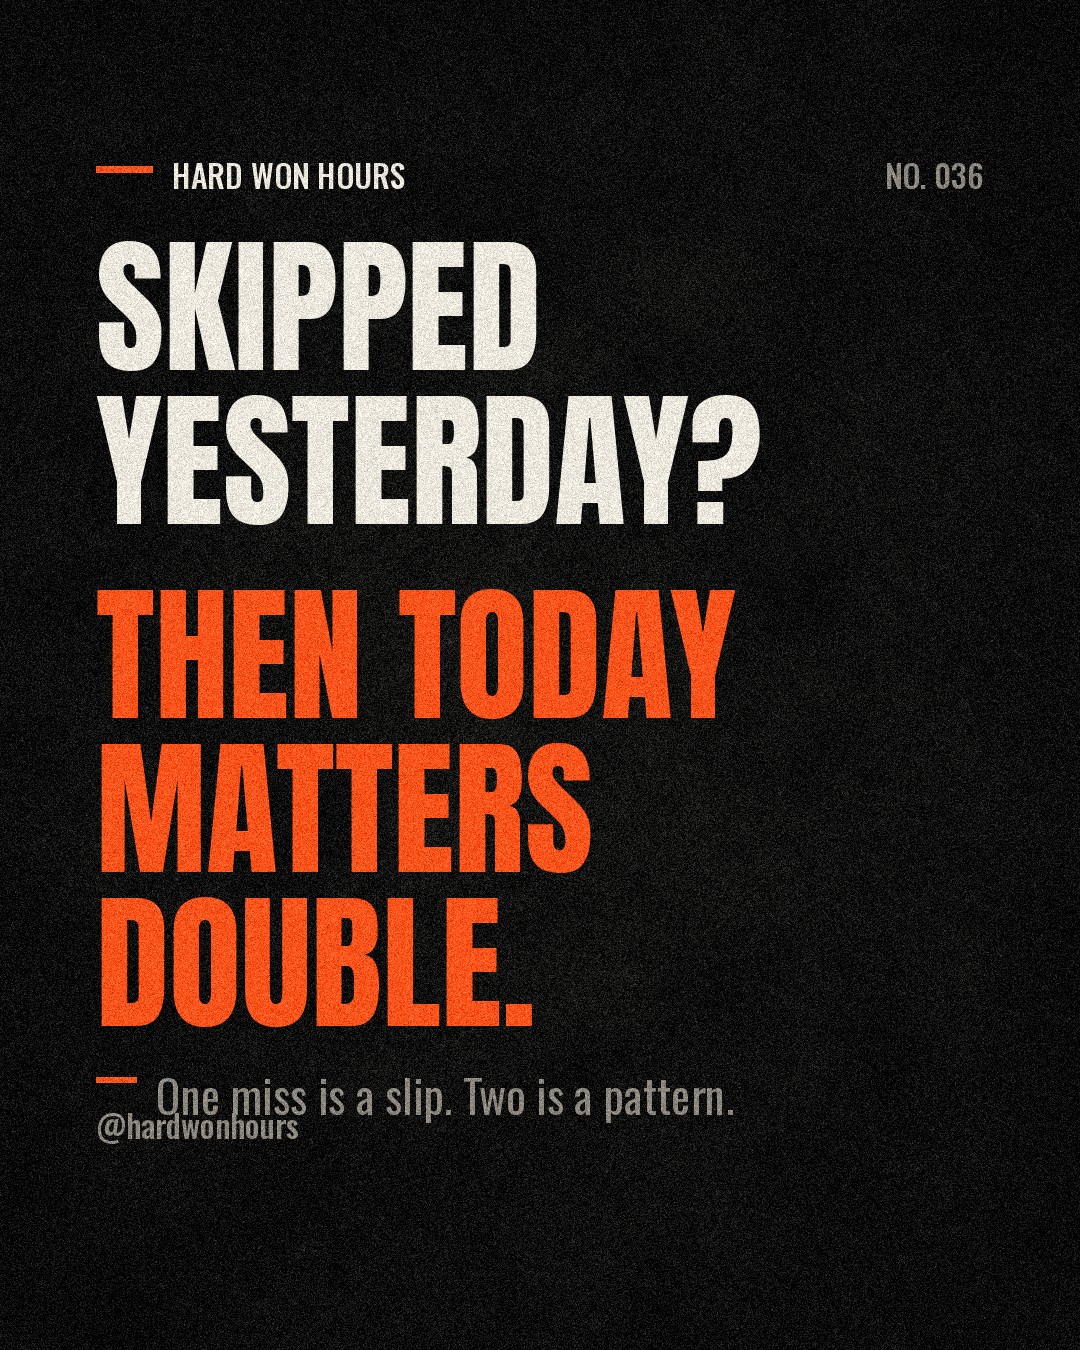 HARD WON HOURS
NO. 036
SKIPPED
YESTERDAY?
THEN TODAY
MATTERS
DOUBLE.
One miss is a slip. Two is a pattern.
@hardwonhours